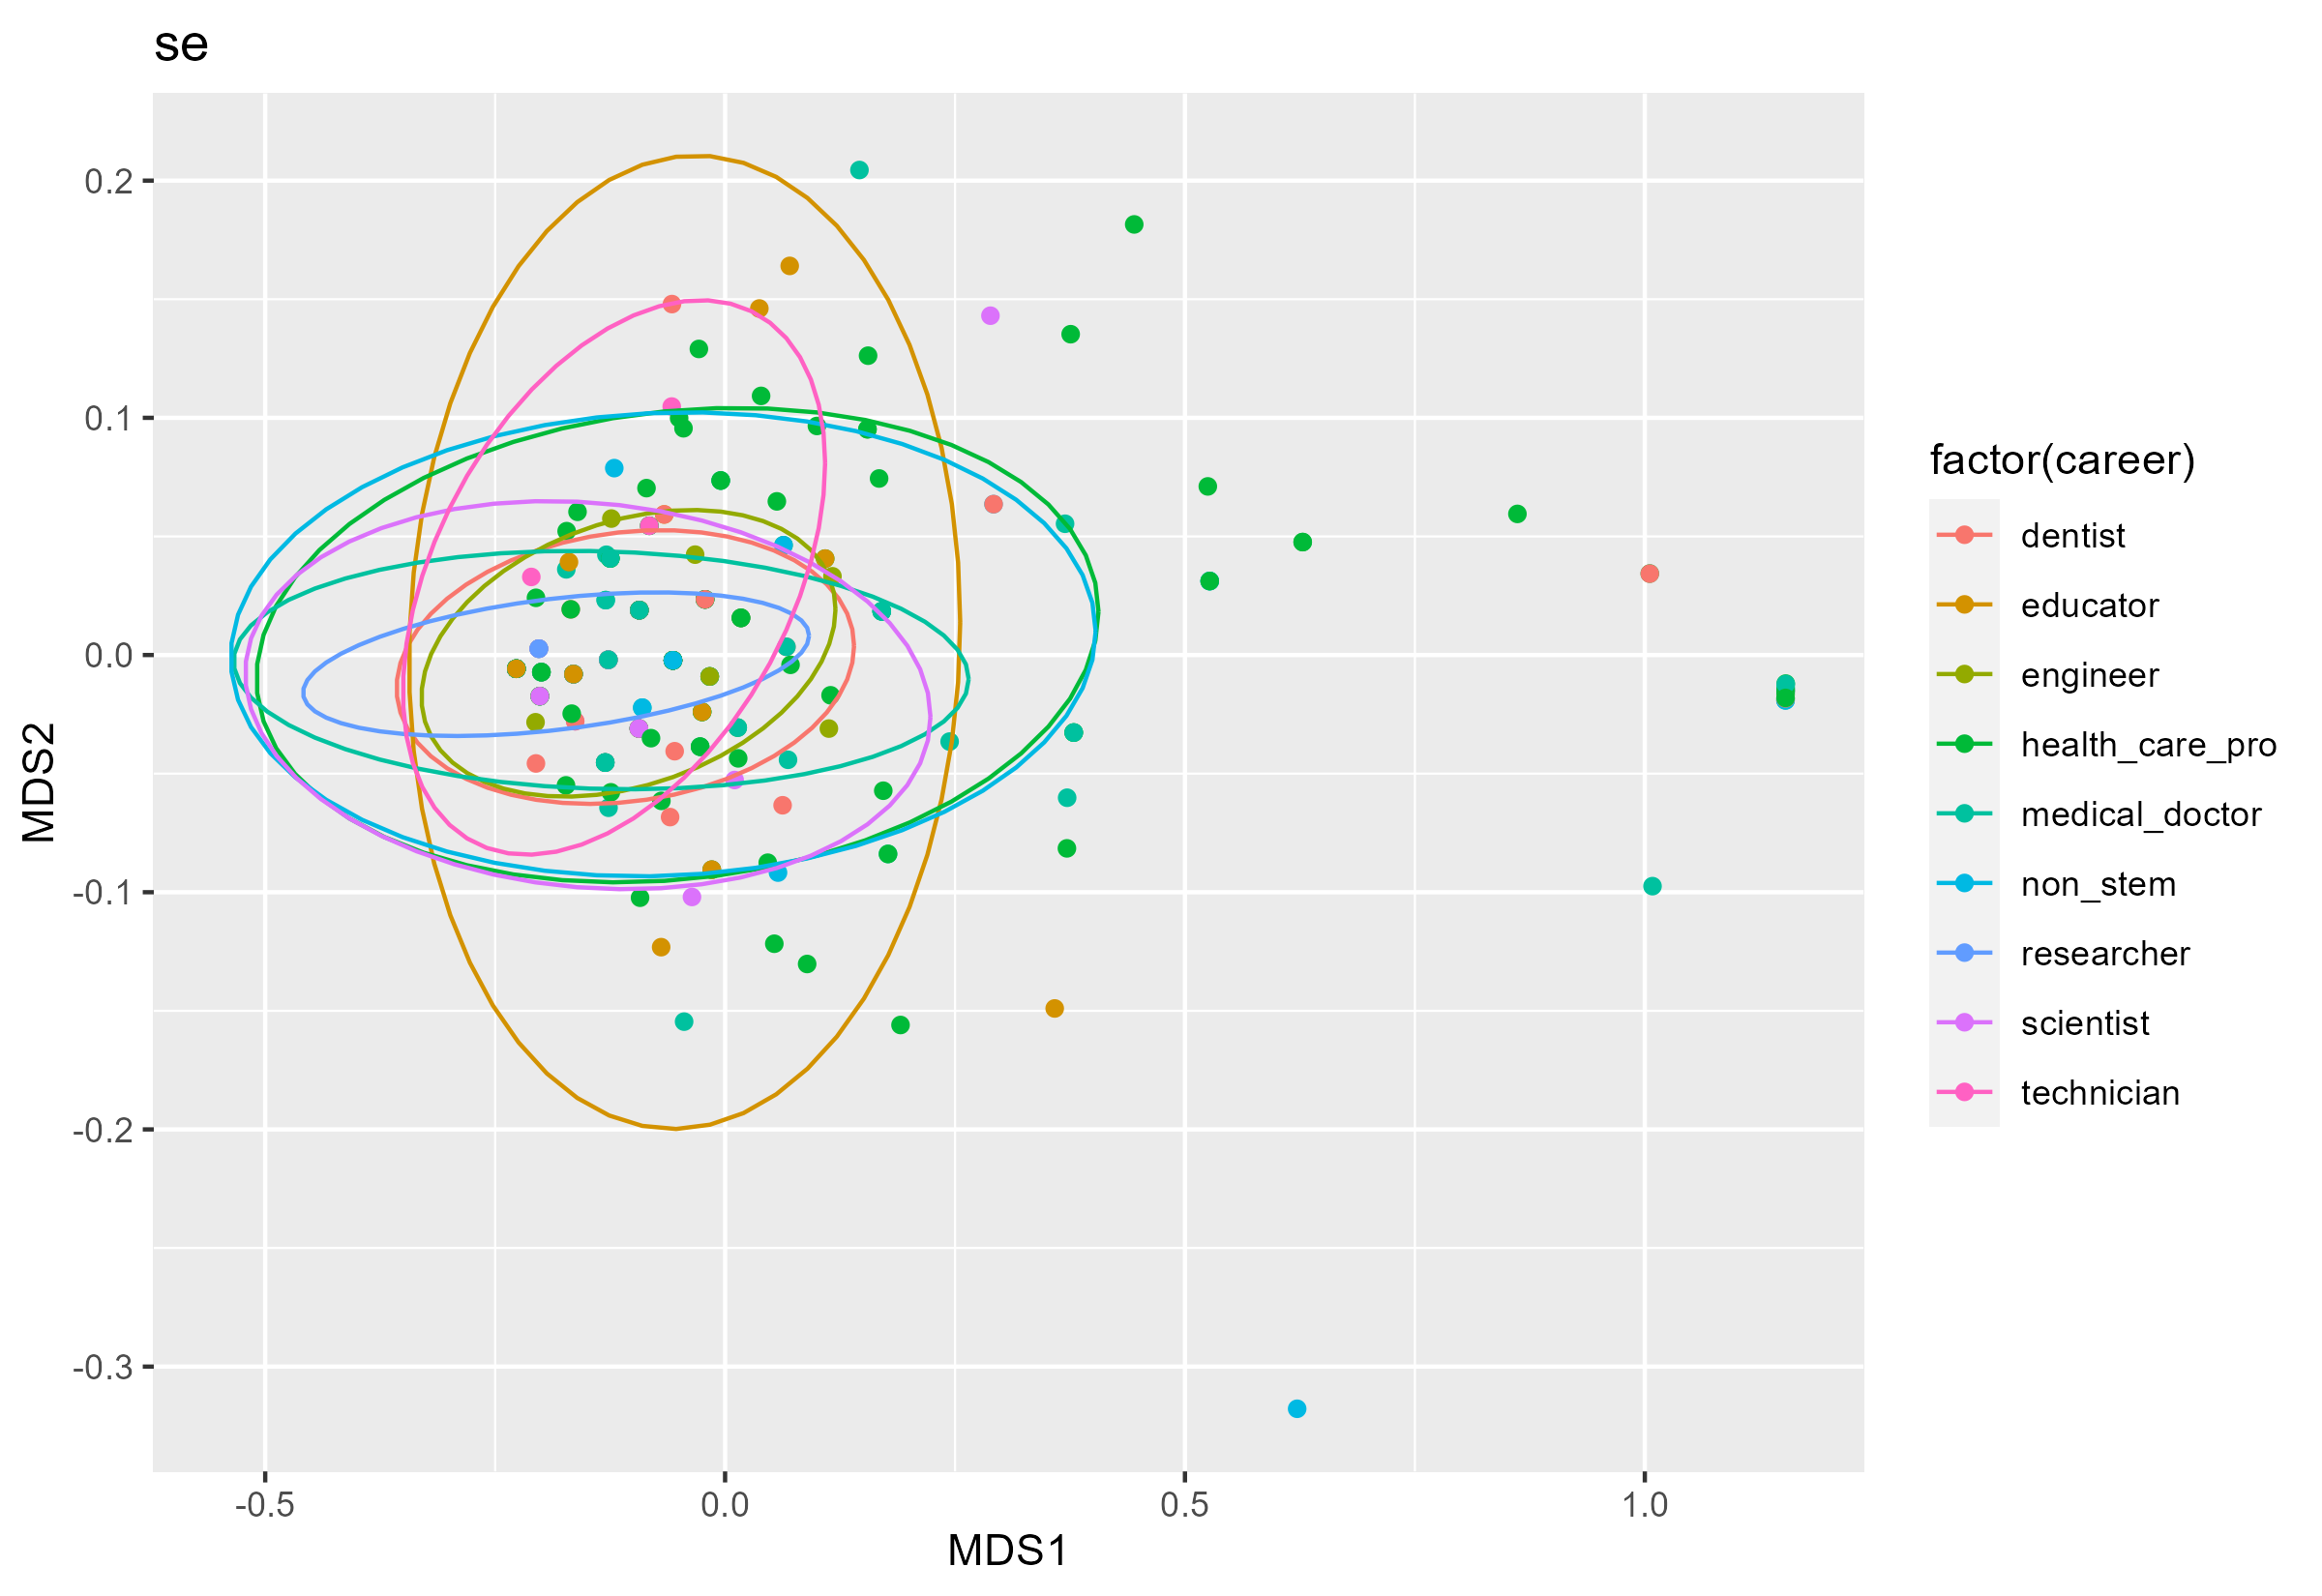 se
0.2
0.1
0.0
-0.1
-0.2
-0.3
MDS2
-0.5
0.0
0.5
1.0
MDS1
factor(career)
dentist
educator
engineer
health_care_pro
medical_doctor
non_stem
researcher
scientist
technician